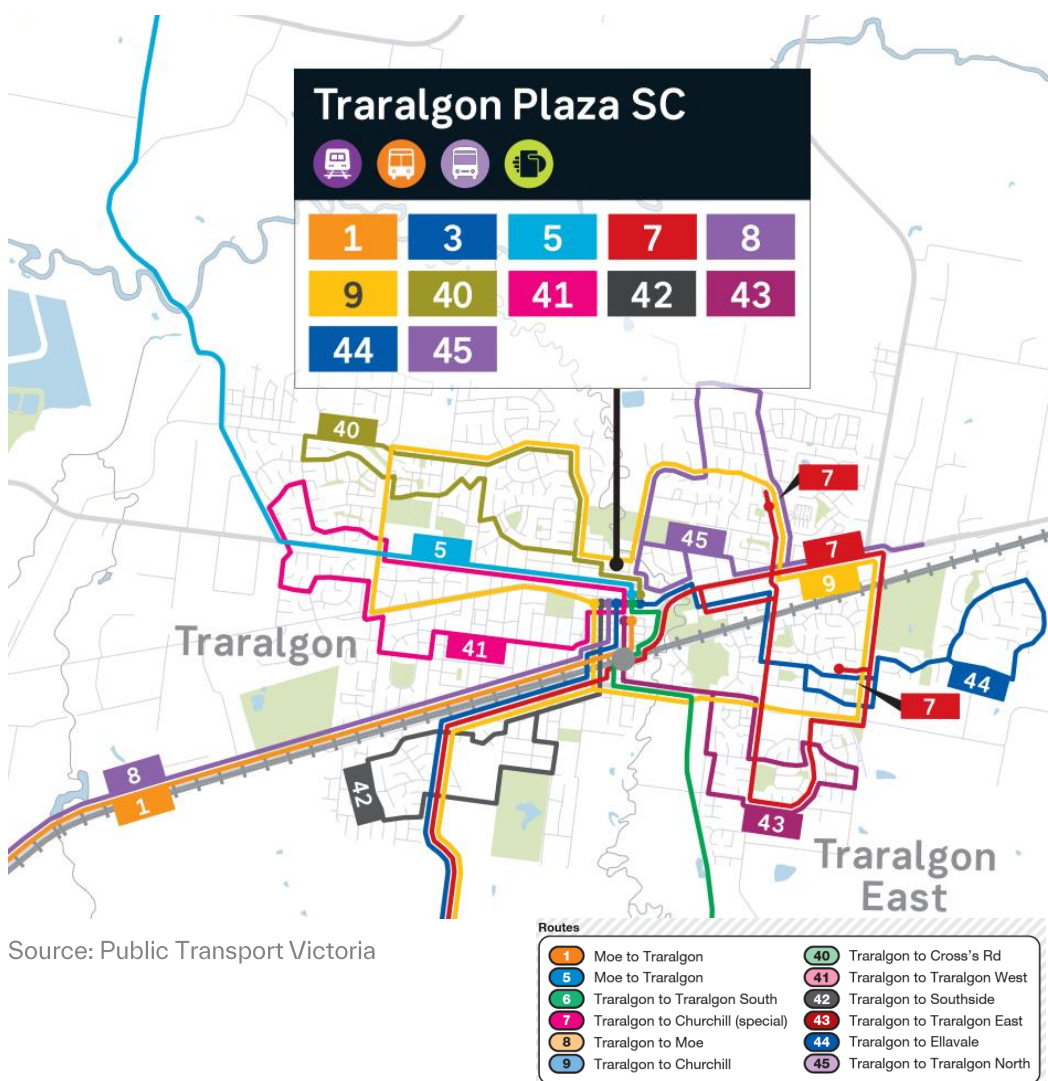 Traralgon Plaza SC
1 3 5 7 8
9 40 41 42 43
44 45
40
7
45
5
7
9
Traralgon
41
44
7
8
1
42
43
Traralgon
East
Source: Public Transport Victoria
Routes
1 Moe to Traralgon
5 Moe to Traralgon
6 Traralgon to Traralgon South
7 Traralgon to Churchill (special)
8 Traralgon to Moe
9 Traralgon to Churchill
40 Traralgon to Cross's Rd
41 Traralgon to Traralgon West
42 Traralgon to Southside
43 Traralgon to Traralgon East
44 Traralgon to Ellavale
45 Traralgon to Traralgon North